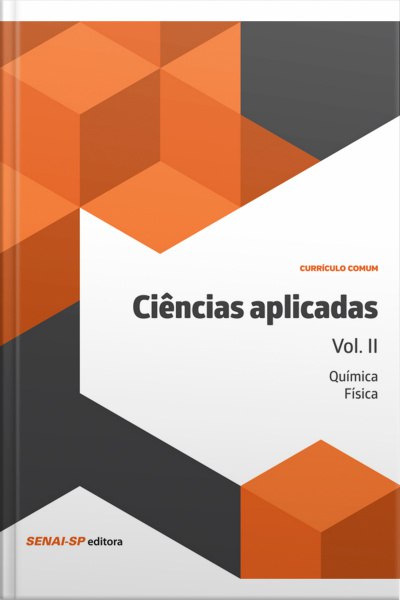 CURRÍCULO COMUM
Ciências aplicadas
Vol. II
Química
Física
SENAI-SP editora